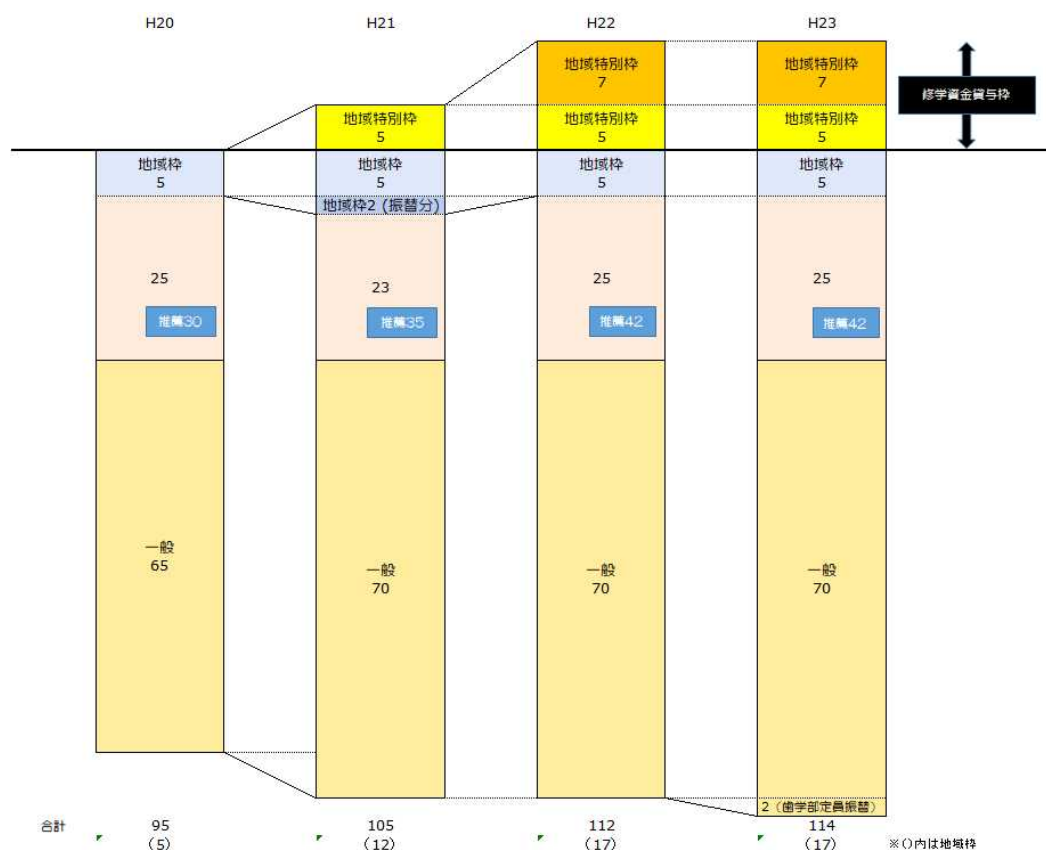 H20
H21
H22
H23
地域特別枠
7
地域特別枠
7
修学資金貸与枠
地域特別枠
5
地域特別枠
5
地域特別枠
5
地域枠
5
地域枠
5
地域枠
5
地域枠
5
地域枠2 (振替分)
25
23
25
25
推薦30
推薦35
推薦42
推薦42
一般
65
一般
70
一般
70
一般
70
2（歯学部定員振替）
合計
95
(5)
105
(12)
112
(17)
114
(17)
※()内は地域枠